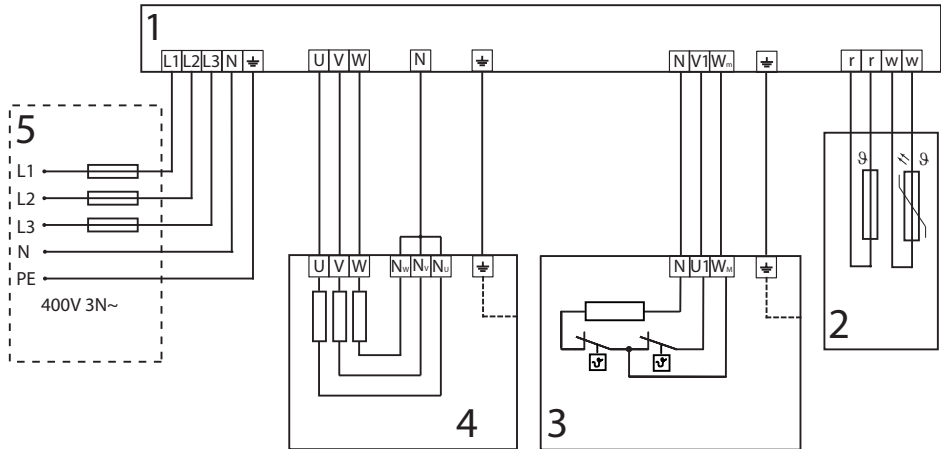 1
L1 L2 L3 N ⏚ U V W N ⏚ N V1 Wm ⏚ r r w w
5
L1
L2
L3
N
PE
400V 3N~
U V W NW NV NU ⏚
4
N U1 WM ⏚
ϑ ϑ
3
ϑ ϑ
2